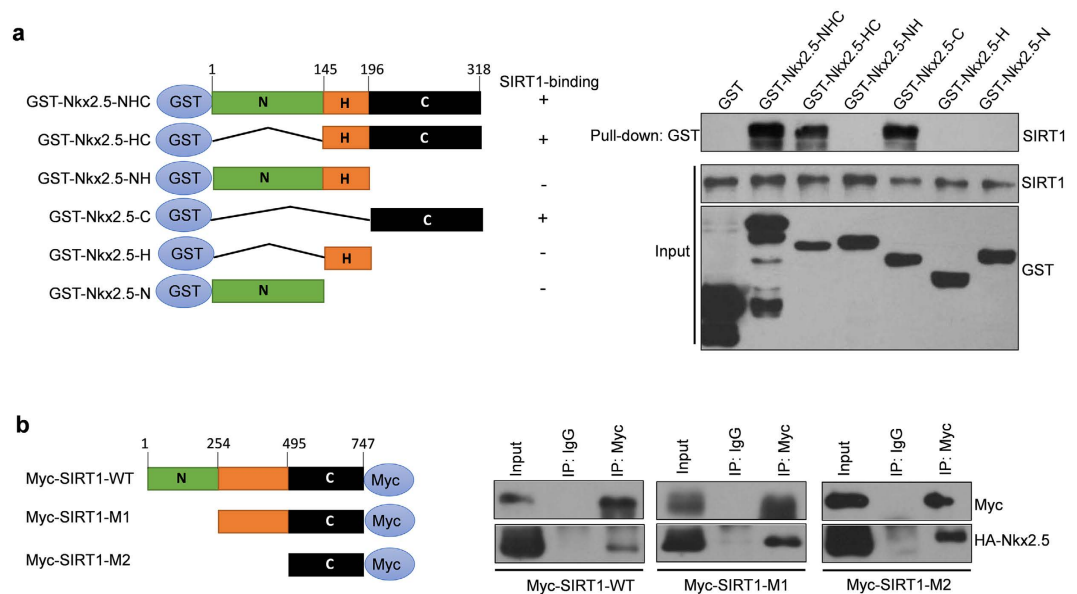 a
1 145 196 318
SIRT1-binding
GST-Nkx2.5-NHC GST N H C +
GST-Nkx2.5-HC GST H C +
GST-Nkx2.5-NH GST N H -
GST-Nkx2.5-C GST C +
GST-Nkx2.5-H GST H -
GST-Nkx2.5-N GST N -
GST GST-Nkx2.5-NHC GST-Nkx2.5-HC GST-Nkx2.5-NH GST-Nkx2.5-C GST-Nkx2.5-H GST-Nkx2.5-N
Pull-down: GST SIRT1
SIRT1
Input GST
b
1 254 495 747
Myc-SIRT1-WT N C Myc
Myc-SIRT1-M1 C Myc
Myc-SIRT1-M2 C Myc
Input IP: IgG IP: Myc Input IP: IgG IP: Myc Input IP: IgG IP: Myc
Myc
HA-Nkx2.5
Myc-SIRT1-WT Myc-SIRT1-M1 Myc-SIRT1-M2